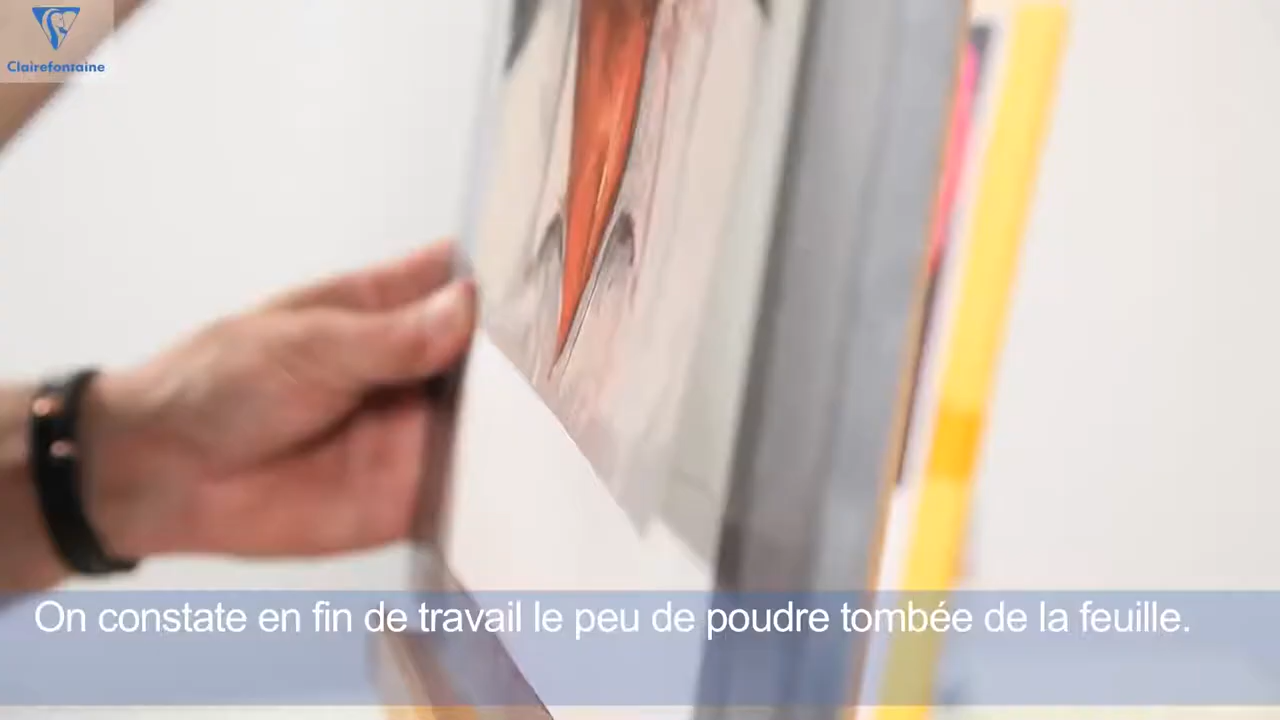 Clairefontaine
On constate en fin de travail le peu de poudre tombée de la feuille.